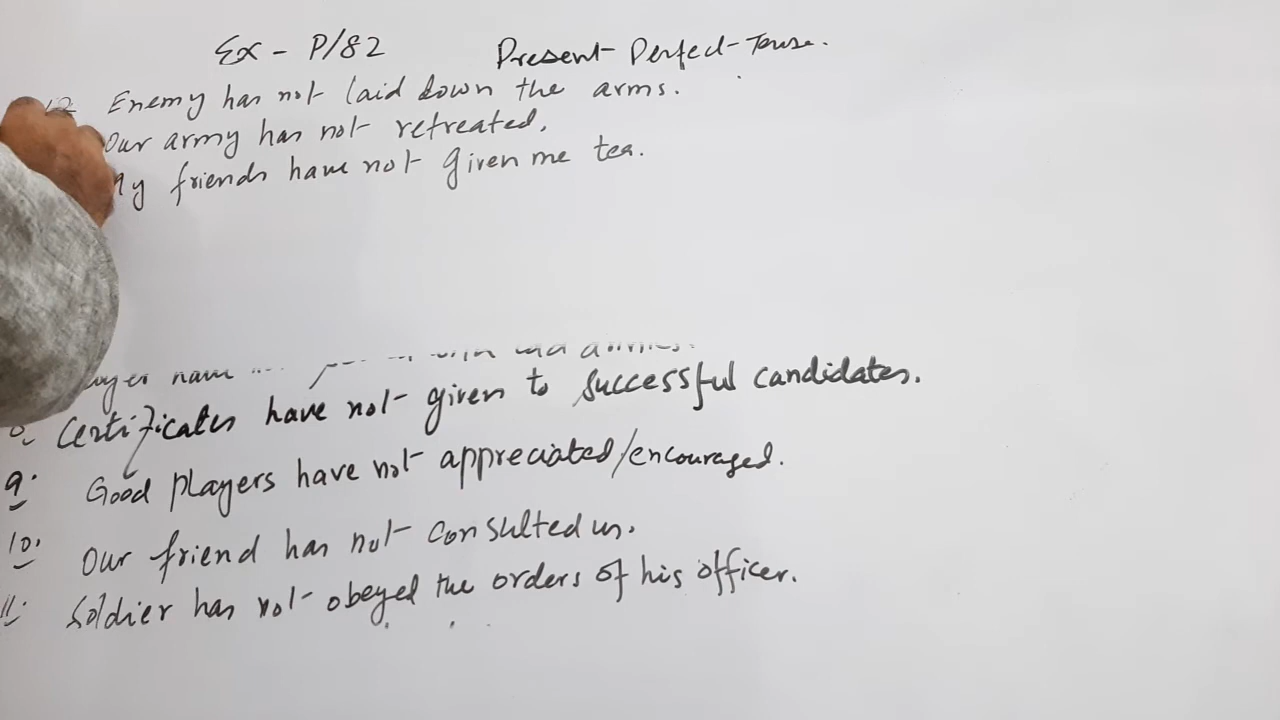 Ex - P/82 Present Perfect Tense.
12 Enemy has not laid down the arms.
Our army has not retreated.
My friends have not given me tea.
Certificates have not given to successful candidates.
9. Good players have not appreciated/encouraged.
10. Our friend has not consulted us.
11. Soldier has not obeyed the orders of his officer.